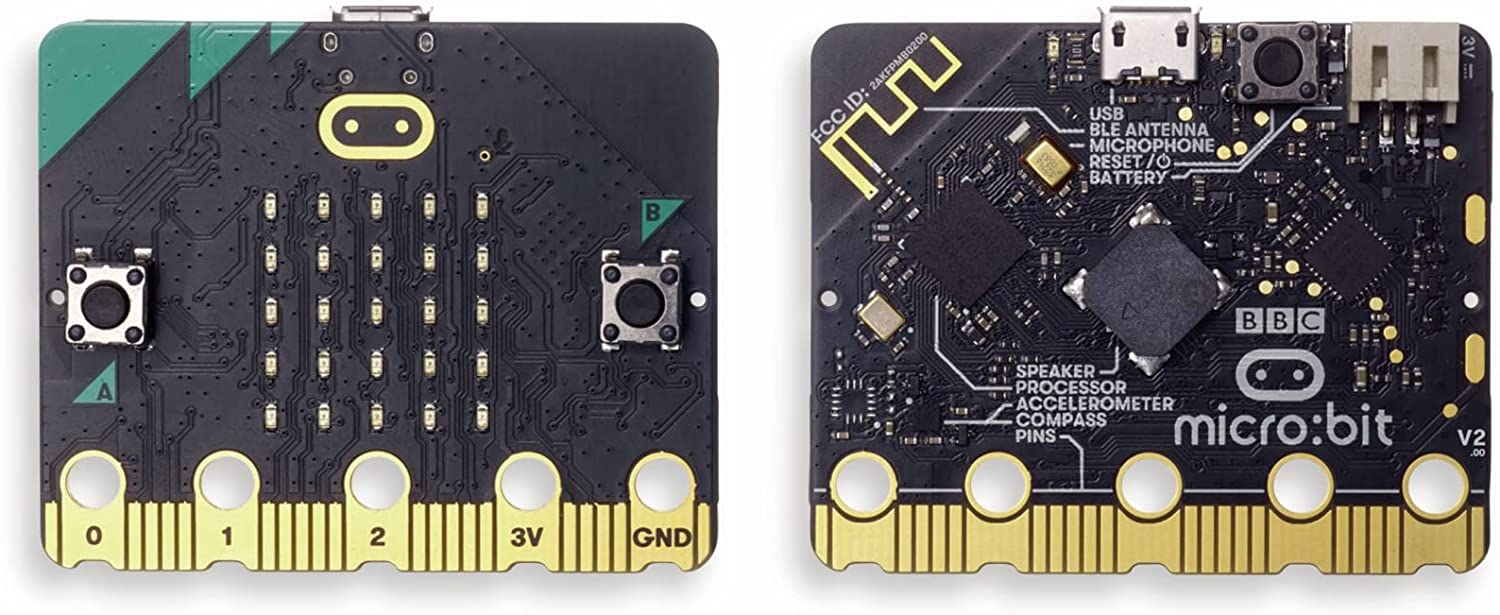 B
A
0
1
2
3V
GND
FCC ID: 2AKFPMB0200
3V
USB
BLE ANTENNA
MICROPHONE
RESET/⏻
BATTERY
BBC
SPEAKER
PROCESSOR
ACCELEROMETER
COMPASS
PINS
micro:bit
V2
.00